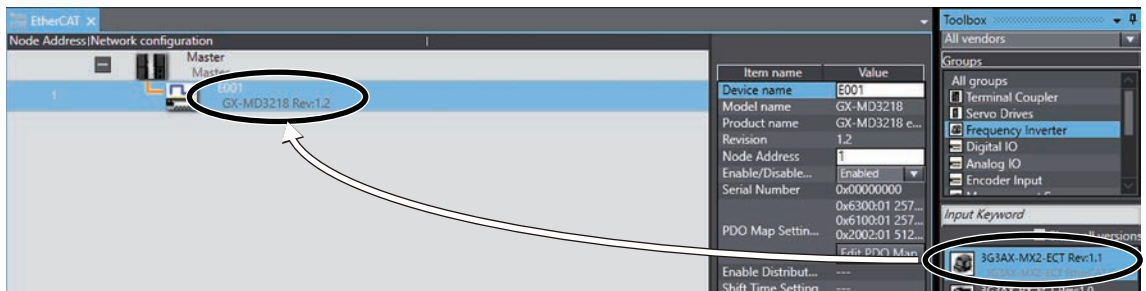 EtherCAT
Node Address|Network configuration
Master
Master
1
E001
GX-MD3218 Rev:1.2
Item name Value
Device name E001
Model name GX-MD3218
Product name GX-MD3218 e...
Revision 1.2
Node Address 1
Enable/Disable... Enabled
Serial Number 0x00000000
0x6300:01 257...
0x6100:01 257...
PDO Map Settin... 0x2002:01 512...
Edit PDO Map
Enable Distribut... ---
Shift Time Setting ---
Toolbox
All vendors
Groups
All groups
Terminal Coupler
Servo Drives
Frequency Inverter
Digital IO
Analog IO
Encoder Input
Input Keyword
versions
3G3AX-MX2-ECT Rev:1.1